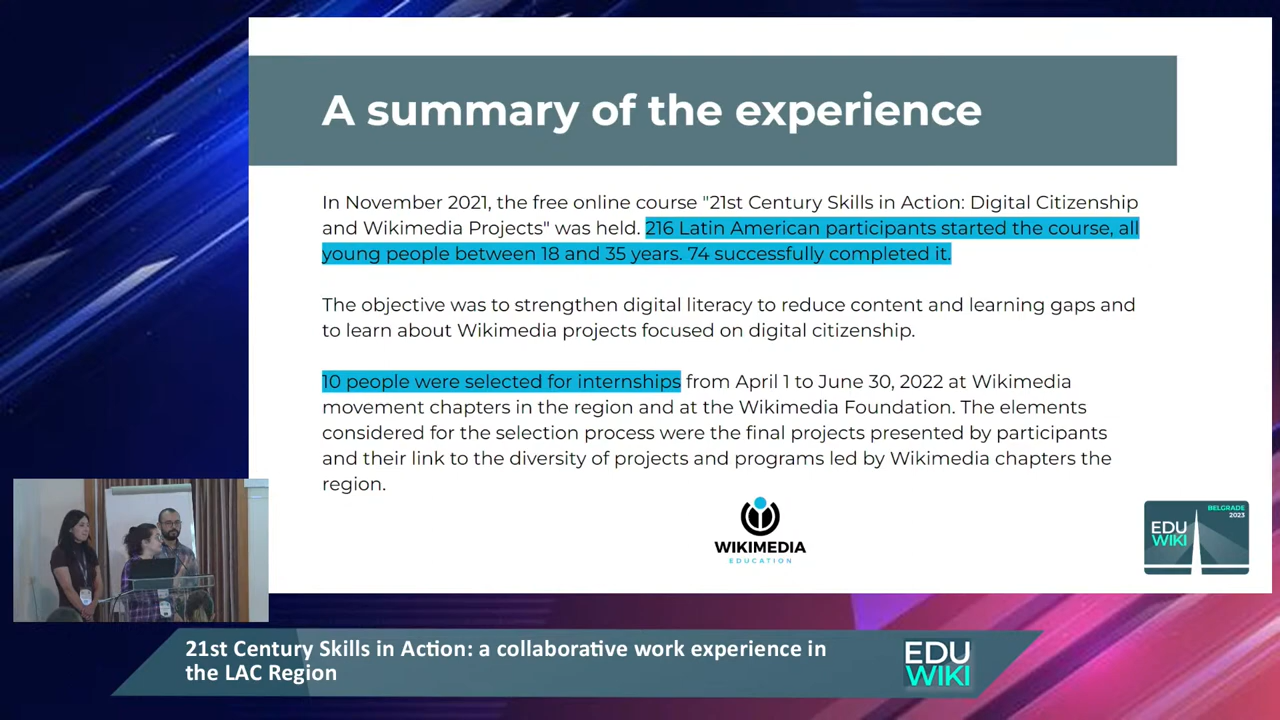 A summary of the experience
In November 2021, the free online course "21st Century Skills in Action: Digital Citizenship
and Wikimedia Projects" was held. 216 Latin American participants started the course, all
young people between 18 and 35 years. 74 successfully completed it.
The objective was to strengthen digital literacy to reduce content and learning gaps and
to learn about Wikimedia projects focused on digital citizenship.
10 people were selected for internships from April 1 to June 30, 2022 at Wikimedia
movement chapters in the region and at the Wikimedia Foundation. The elements
considered for the selection process were the final projects presented by participants
and their link to the diversity of projects and programs led by Wikimedia chapters the
region.
WIKIMEDIA
EDUCATION
BELGRADE
2023
EDU
WIKI
21st Century Skills in Action: a collaborative work experience in
the LAC Region
EDU
WIKI